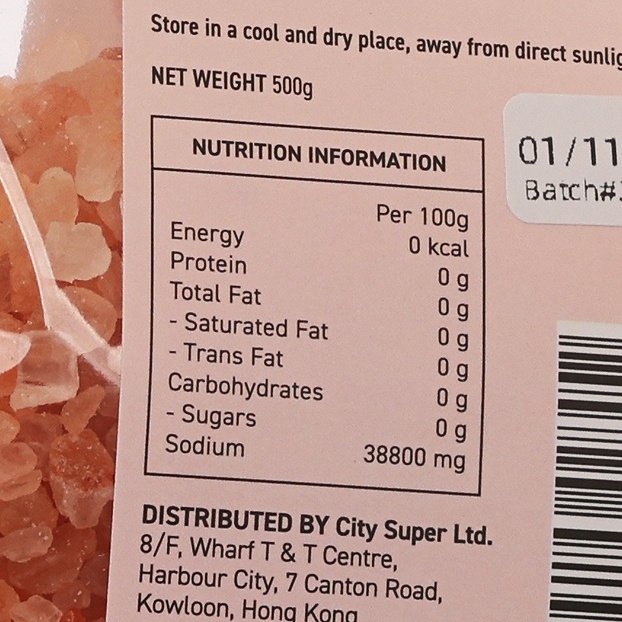 Store in a cool and dry place, away from direct
NET WEIGHT 500g
01/11
Batch#
NUTRITION INFORMATION
Per 100g
Energy 0 kcal
Protein 0 g
Total Fat 0 g
- Saturated Fat 0 g
- Trans Fat 0 g
Carbohydrates 0 g
- Sugars 0 g
Sodium 38800 mg
DISTRIBUTED BY City Super Ltd.
8/F, Wharf T & T Centre,
Harbour City, 7 Canton Road,
Kowloon, Hong Kong